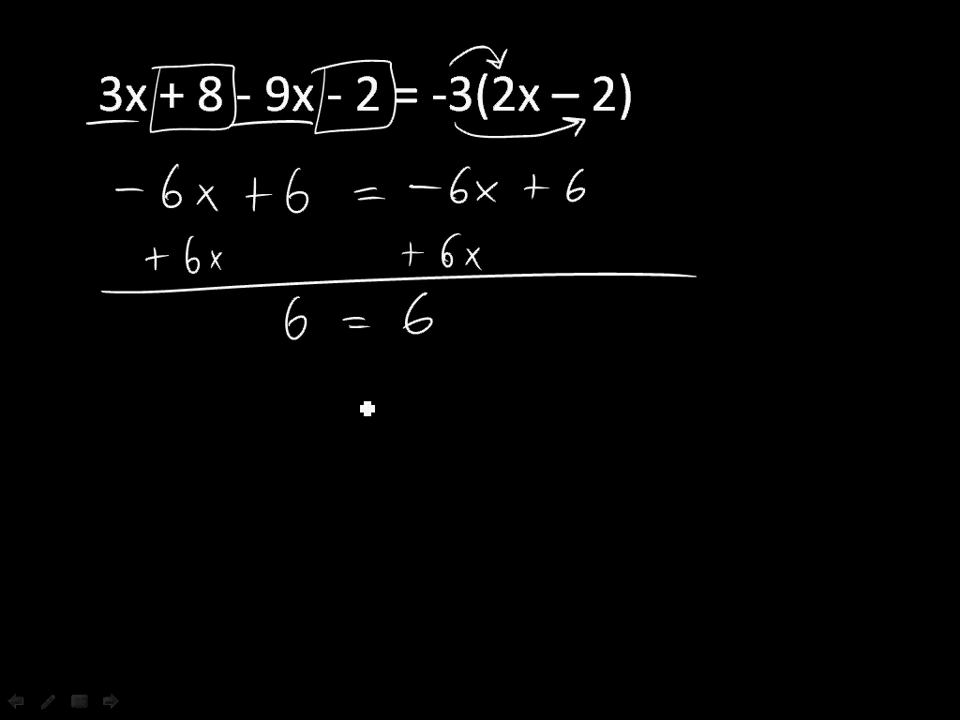 3x + 8 - 9x - 2 = -3(2x – 2)
- 6x + 6 = - 6x + 6
+ 6x + 6x
6 = 6